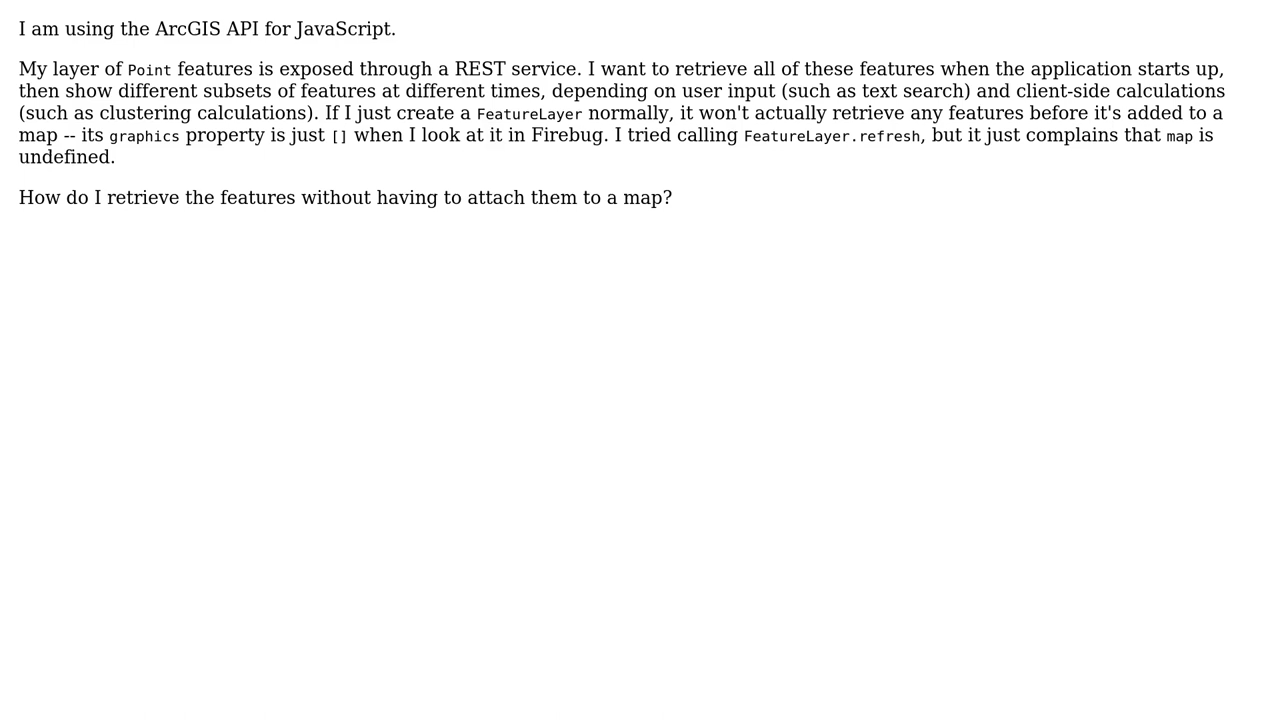 I am using the ArcGIS API for JavaScript.
My layer of Point features is exposed through a REST service. I want to retrieve all of these features when the application starts up,
then show different subsets of features at different times, depending on user input (such as text search) and client-side calculations
(such as clustering calculations). If I just create a FeatureLayer normally, it won't actually retrieve any features before it's added to a
map -- its graphics property is just [] when I look at it in Firebug. I tried calling FeatureLayer.refresh, but it just complains that map is
undefined.
How do I retrieve the features without having to attach them to a map?